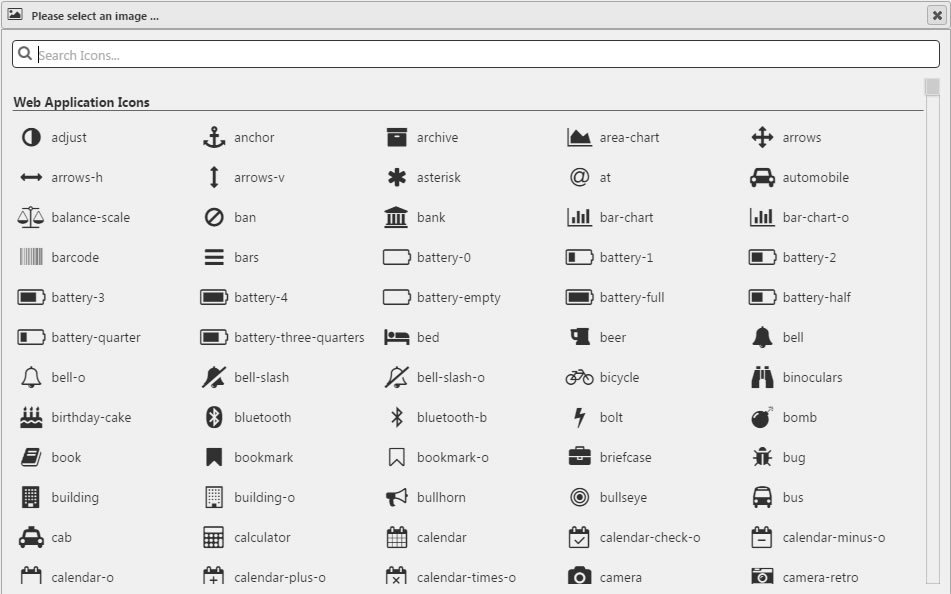 Please select an image ...
Search Icons...
Web Application Icons
adjust anchor archive area-chart arrows
arrows-h arrows-v asterisk at automobile
balance-scale ban bank bar-chart bar-chart-o
barcode bars battery-0 battery-1 battery-2
battery-3 battery-4 battery-empty battery-full battery-half
battery-quarter battery-three-quarters bed beer bell
bell-o bell-slash bell-slash-o bicycle binoculars
birthday-cake bluetooth bluetooth-b bolt bomb
book bookmark bookmark-o briefcase bug
building building-o bullhorn bullseye bus
cab calculator calendar calendar-check-o calendar-minus-o
calendar-o calendar-plus-o calendar-times-o camera camera-retro